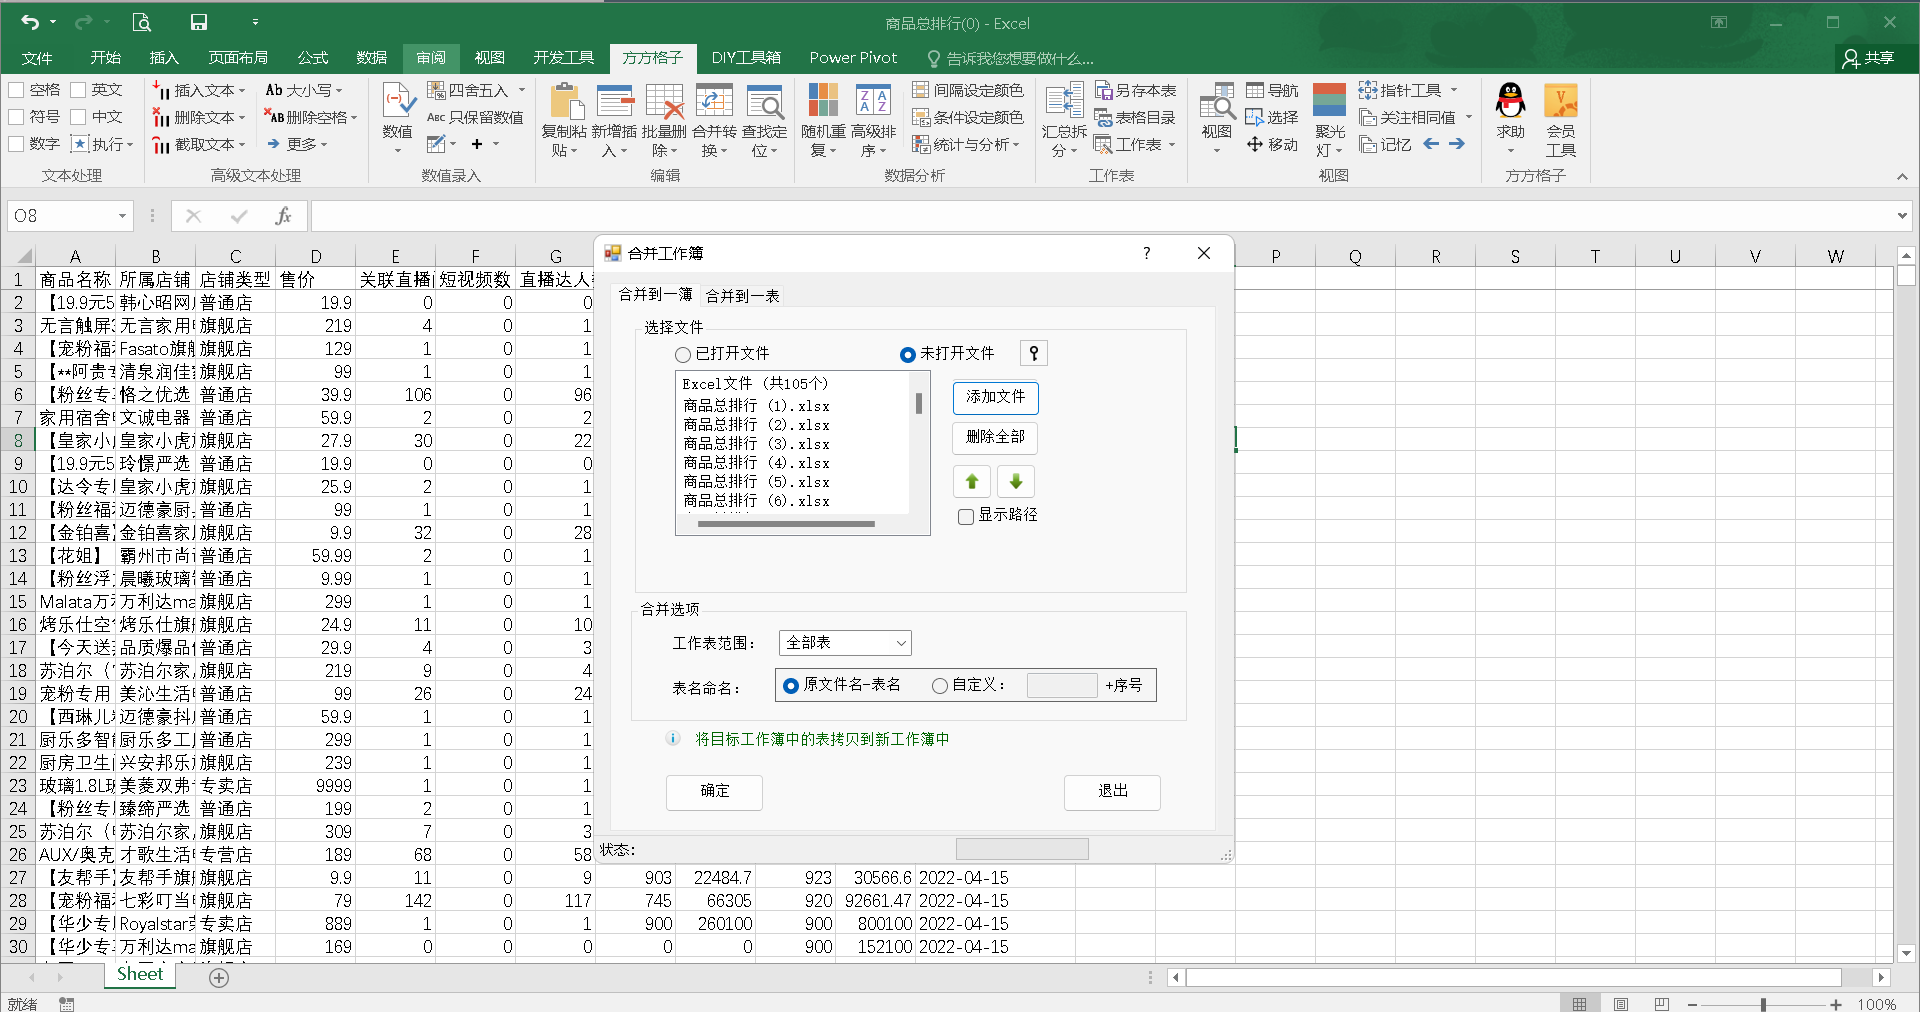 商品总排行(0) - Excel
文件 开始 插入 页面布局 公式 数据 审阅 视图 开发工具 方方格子 DIY工具箱 Power Pivot 告诉我您想要做什么... 共享
空格 英文 插入文本 Ab 大小写 四舍五入 间隔设定颜色 另存本表 导航 指针工具
符号 中文 删除文本 AB 删除空格 数值 ABC 只保留数值 复制粘贴 新增插入 批量删除 合并转换 查找定位 随机重复 高级排序 条件设定颜色 汇总拆分 表格目录 视图 选择 聚光灯 关注相同值 求助 会员工具
数字 执行 截取文本 更多 统计与分析 工作表 移动 记忆
文本处理 高级文本处理 数值录入 编辑 数据分析 工作表 视图 方方格子
O8 fx
A B C D E F G P Q R S T U V W
1 商品名称 所属店铺 店铺类型 售价 关联直播 短视频数 直播达人
2 【19.9元5 韩心昭网 普通店 19.9 0 0 0
3 无言触屏 无言家用 旗舰店 219 4 0 1
4 【宠粉福 Fasato旗 旗舰店 129 1 0 1
5 【**阿贵 清泉润佳 旗舰店 99 1 0 1
6 【粉丝专 恪之优选 普通店 39.9 106 0 96
7 家用宿舍 文诚电器 普通店 59.9 2 0 2
8 【皇家小 皇家小虎 旗舰店 27.9 30 0 22
9 【19.9元5 玲憬严选 普通店 19.9 0 0 0
10 【达令专 皇家小虎 旗舰店 25.9 2 0 1
11 【粉丝福 迈德豪厨 普通店 99 1 0 1
12 【金铂喜】 金铂喜家 旗舰店 9.9 32 0 28
13 【花姐】 霸州市尚 普通店 59.99 2 0 1
14 【粉丝浮 晨曦玻璃 普通店 9.99 1 0 1
15 Malata万 万利达ma 旗舰店 299 1 0 1
16 烤乐仕空 烤乐仕旗 旗舰店 24.9 11 0 10
17 【今天送 品质爆品 普通店 29.9 4 0 3
18 苏泊尔（ 苏泊尔家 旗舰店 219 9 0 4
19 宠粉专用 美沁生活 普通店 99 26 0 24
20 【西琳儿 迈德豪抖 普通店 59.9 1 0 1
21 厨乐多智 厨乐多工 普通店 299 1 0 1
22 厨房卫生 兴安邦乐 旗舰店 239 1 0 1
23 玻璃1.8L 美菱双弗 专卖店 9999 1 0 1
24 【粉丝专 臻缔严选 普通店 199 2 0 1
25 苏泊尔（ 苏泊尔家 旗舰店 309 7 0 3
26 AUX/奥克 才歌生活 专营店 189 68 0 58
27 【友帮手】 友帮手旗 旗舰店 9.9 11 0 9 903 22484.7 923 30566.6 2022-04-15
28 【宠粉福 七彩叮当 旗舰店 79 142 0 117 745 66305 920 92661.47 2022-04-15
29 【华少专 Royalstar 专卖店 889 1 0 1 900 260100 900 800100 2022-04-15
30 【华少专 万利达ma 旗舰店 169 0 0 0 0 0 900 152100 2022-04-15
合并工作簿 ?
合并到一簿 合并到一表
选择文件
已打开文件 未打开文件
Excel文件 (共105个)
商品总排行 (1).xlsx
商品总排行 (2).xlsx
商品总排行 (3).xlsx
商品总排行 (4).xlsx
商品总排行 (5).xlsx
商品总排行 (6).xlsx
添加文件
删除全部
显示路径
合并选项
工作表范围： 全部表
表名命名： 原文件名-表名 自定义： +序号
将目标工作簿中的表拷贝到新工作簿中
确定 退出
状态：
Sheet
就绪 100%